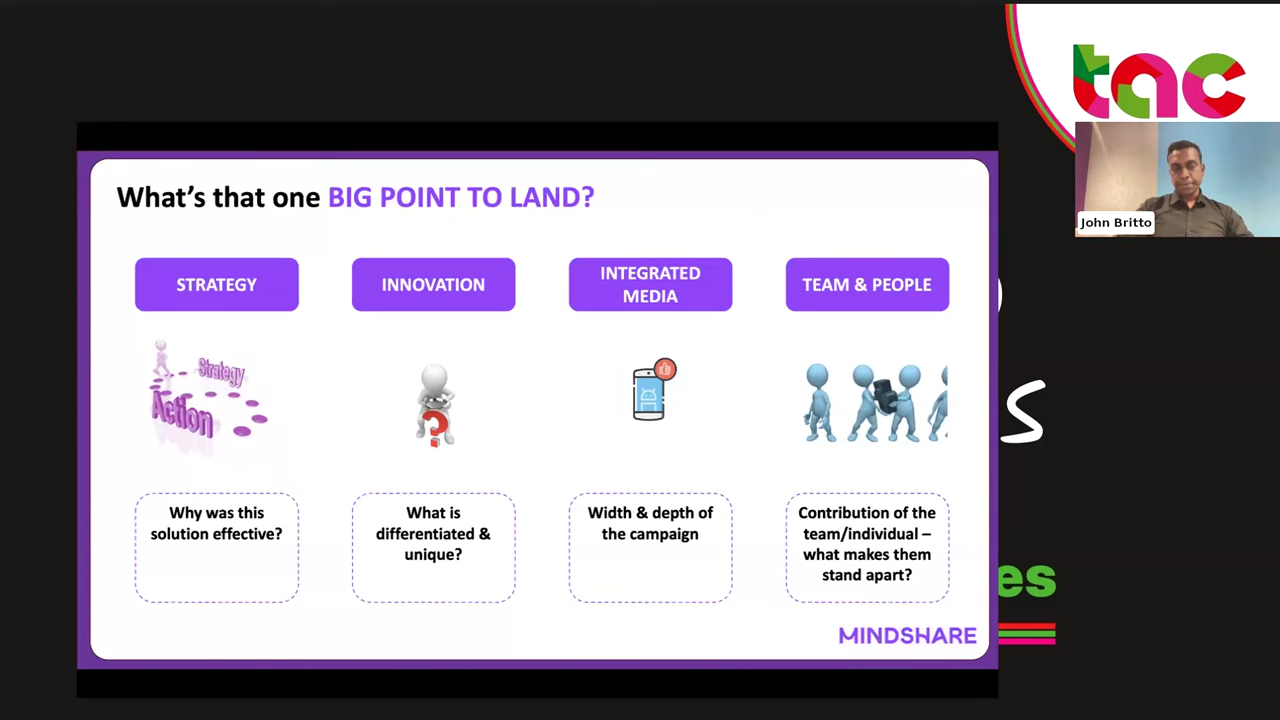 tac
John Britto
What's that one BIG POINT TO LAND?
STRATEGY
INNOVATION
INTEGRATED
MEDIA
TEAM & PEOPLE
Strategy
Action
?
Why was this
solution effective?
What is
differentiated &
unique?
Width & depth of
the campaign
Contribution of the
team/individual –
what makes them
stand apart?
MINDSHARE
s
es